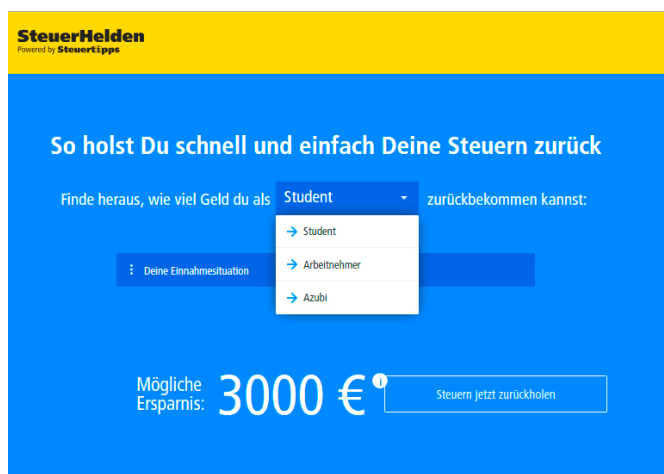 SteuerHelden
Powered by Steuertipps
So holst Du schnell und einfach Deine Steuern zurück
Finde heraus, wie viel Geld du als Student zurückbekommen kannst:
Student
Arbeitnehmer
Azubi
Deine Einnahmesituation
Mögliche
Ersparnis:
3000 €
i
Steuern jetzt zurückholen